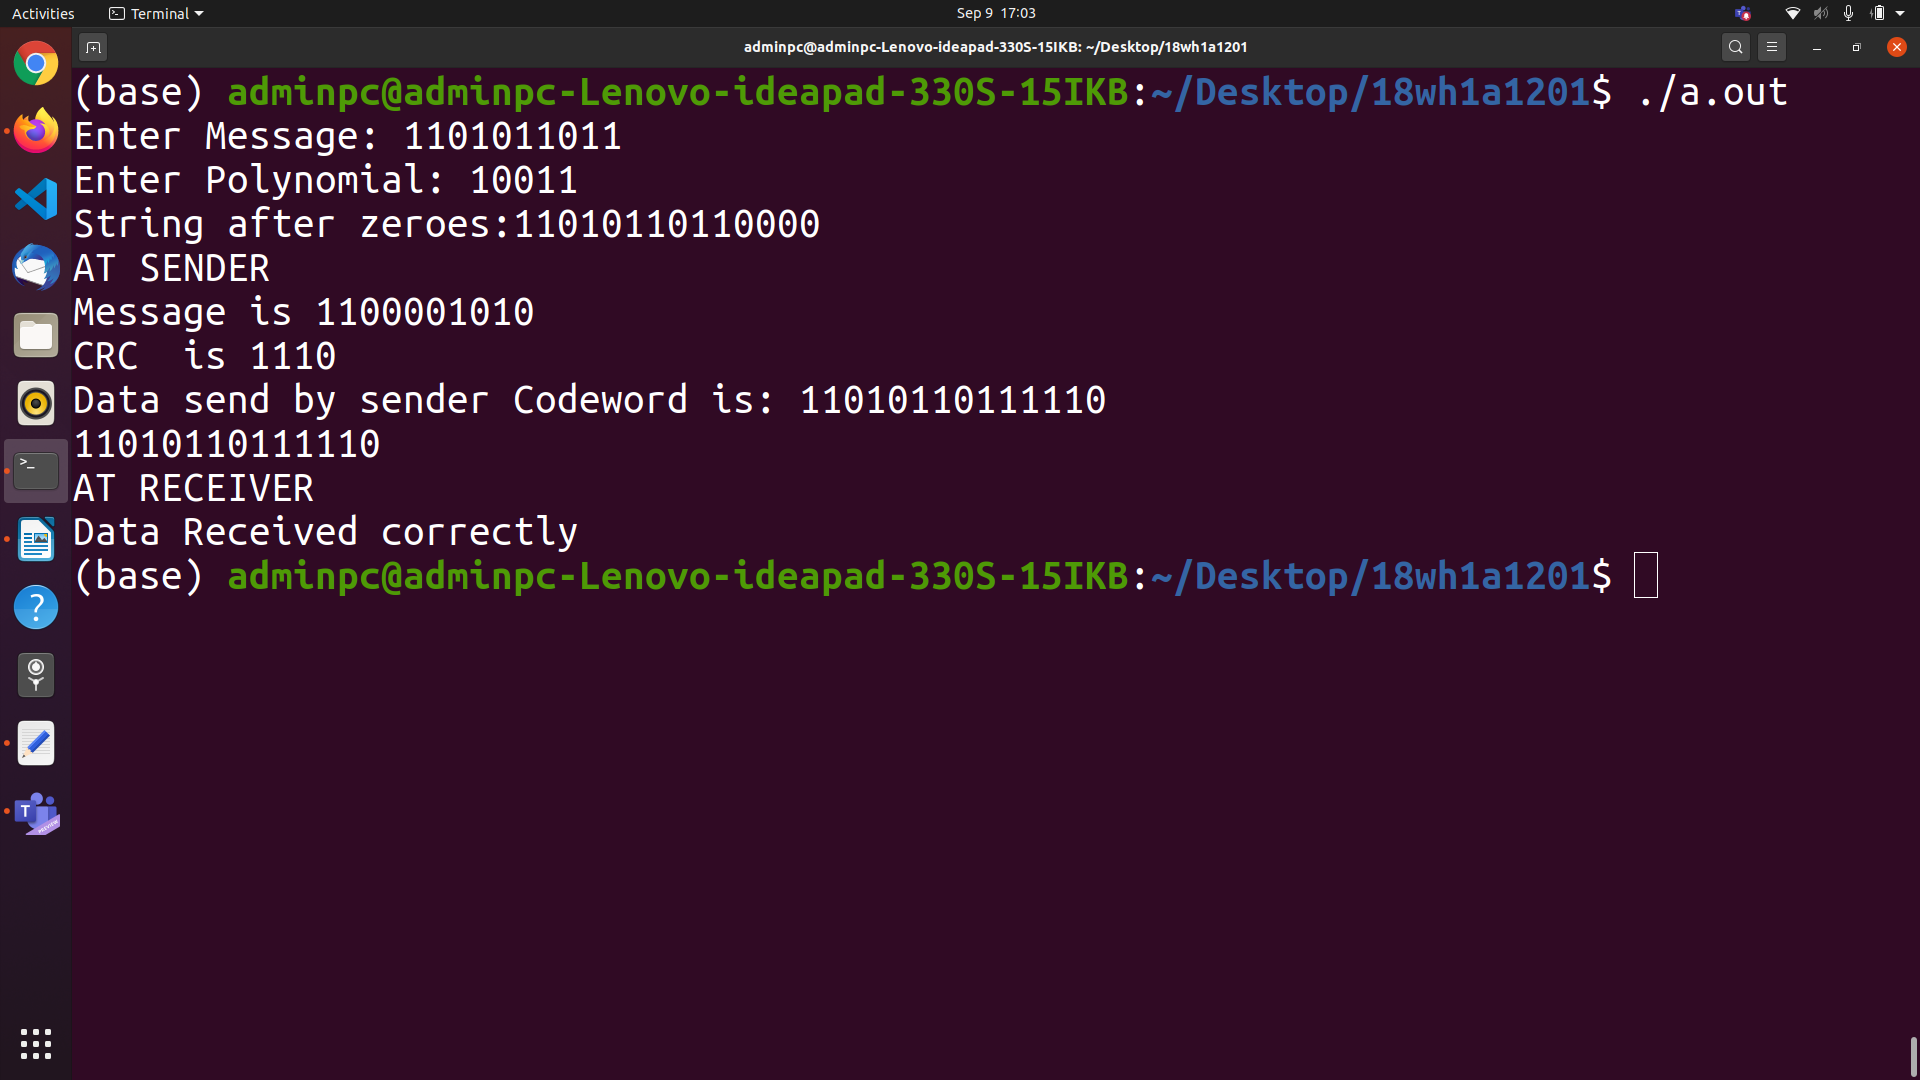 Activities Terminal Sep 9 17:03
adminpc@adminpc-Lenovo-ideapad-330S-15IKB: ~/Desktop/18wh1a1201
(base) adminpc@adminpc-Lenovo-ideapad-330S-15IKB:~/Desktop/18wh1a1201$ ./a.out
Enter Message: 1101011011
Enter Polynomial: 10011
String after zeroes:11010110110000
AT SENDER
Message is 1100001010
CRC  is 1110
Data send by sender Codeword is: 11010110111110
11010110111110
AT RECEIVER
Data Received correctly
(base) adminpc@adminpc-Lenovo-ideapad-330S-15IKB:~/Desktop/18wh1a1201$